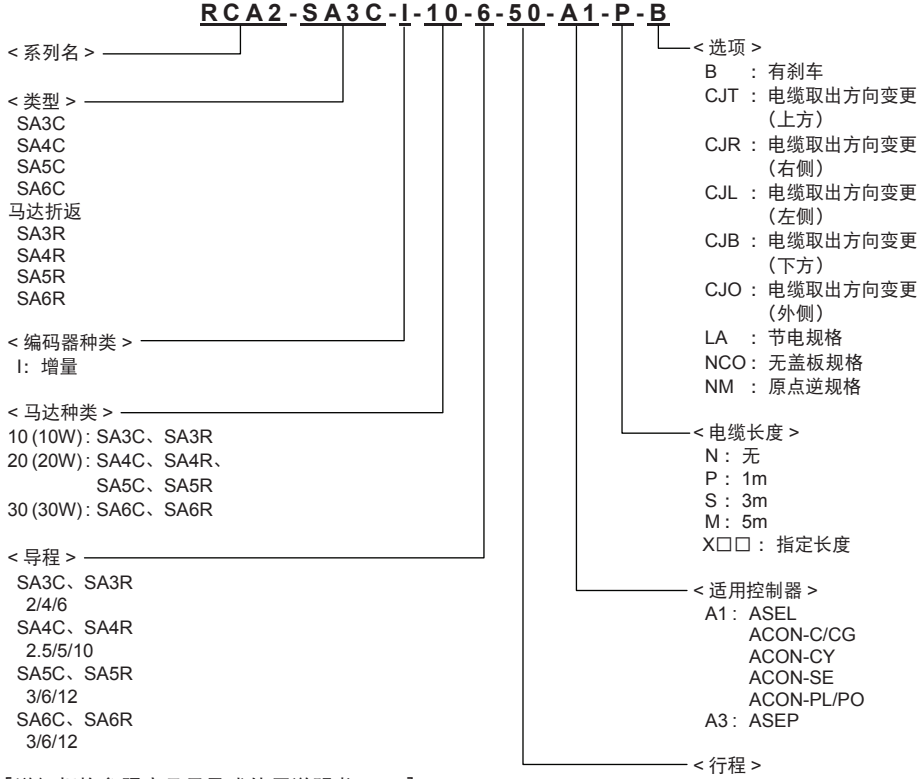 RCA2-SA3C-I-10-6-50-A1-P-B
<系列名>
<类型>
SA3C
SA4C
SA5C
SA6C
马达折返
SA3R
SA4R
SA5R
SA6R
<编码器种类>
I：增量
<马达种类>
10 (10W)：SA3C、SA3R
20 (20W)：SA4C、SA4R、
SA5C、SA5R
30 (30W)：SA6C、SA6R
<导程>
SA3C、SA3R
2/4/6
SA4C、SA4R
2.5/5/10
SA5C、SA5R
3/6/12
SA6C、SA6R
3/6/12
<选项>
B ：有刹车
CJT ：电缆取出方向变更
（上方）
CJR ：电缆取出方向变更
（右侧）
CJL ：电缆取出方向变更
（左侧）
CJB ：电缆取出方向变更
（下方）
CJO ：电缆取出方向变更
（外侧）
LA ：节电规格
NCO：无盖板规格
NM ：原点逆规格
<电缆长度>
N：无
P：1m
S：3m
M：5m
X□□：指定长度
<适用控制器>
A1：ASEL
ACON-C/CG
ACON-CY
ACON-SE
ACON-PL/PO
A3：ASEP
<行程>